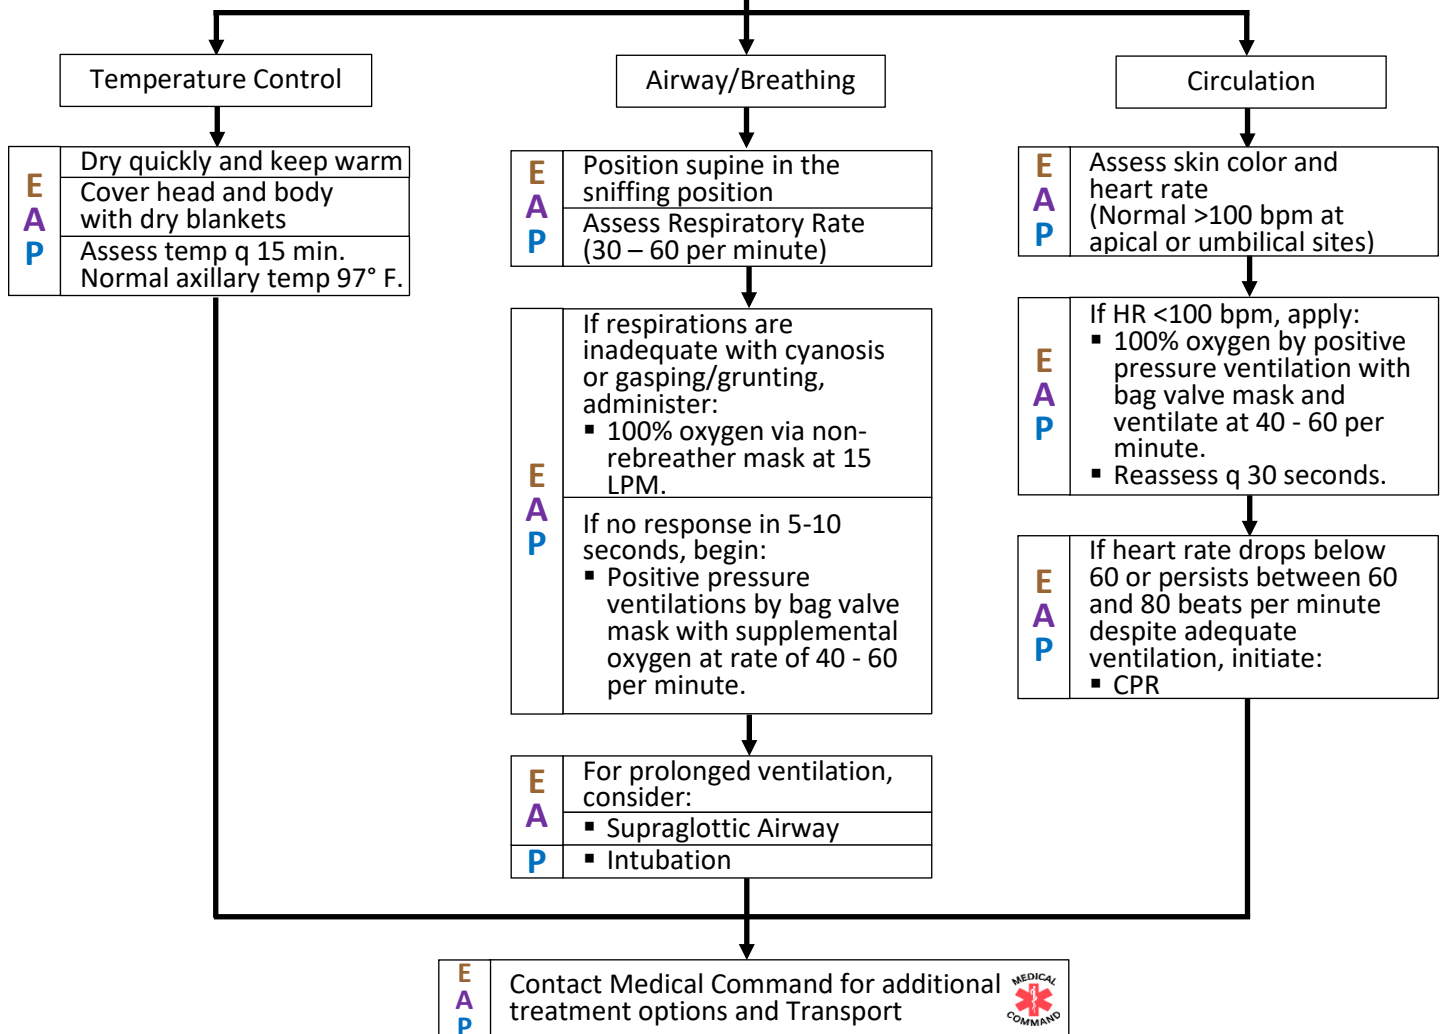 Temperature Control
E
A
P
Dry quickly and keep warm
Cover head and body
with dry blankets
Assess temp q 15 min.
Normal axillary temp 97° F.
Airway/Breathing
E
A
P
Position supine in the
sniffing position
Assess Respiratory Rate
(30 – 60 per minute)
E
A
P
If respirations are
inadequate with cyanosis
or gasping/grunting,
administer:
▪ 100% oxygen via non-
rebreather mask at 15
LPM.
If no response in 5-10
seconds, begin:
▪ Positive pressure
ventilations by bag valve
mask with supplemental
oxygen at rate of 40 - 60
per minute.
E
A
For prolonged ventilation,
consider:
▪ Supraglottic Airway
P
▪ Intubation
Circulation
E
A
P
Assess skin color and
heart rate
(Normal >100 bpm at
apical or umbilical sites)
E
A
P
If HR <100 bpm, apply:
▪ 100% oxygen by positive
pressure ventilation with
bag valve mask and
ventilate at 40 - 60 per
minute.
▪ Reassess q 30 seconds.
E
A
P
If heart rate drops below
60 or persists between 60
and 80 beats per minute
despite adequate
ventilation, initiate:
▪ CPR
E
A
P
Contact Medical Command for additional
treatment options and Transport
MEDICAL
COMMAND